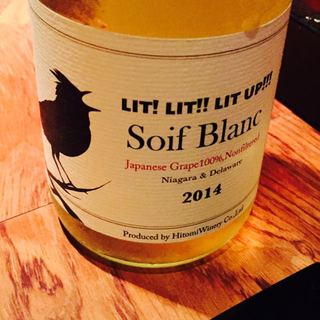 LIT! LIT!! LIT UP!!!
Soif Blanc
Japanese Grape100%,Nonfiltered
Niagara & Delaware
2014
Produced by HitomiWinery Co.,Ltd